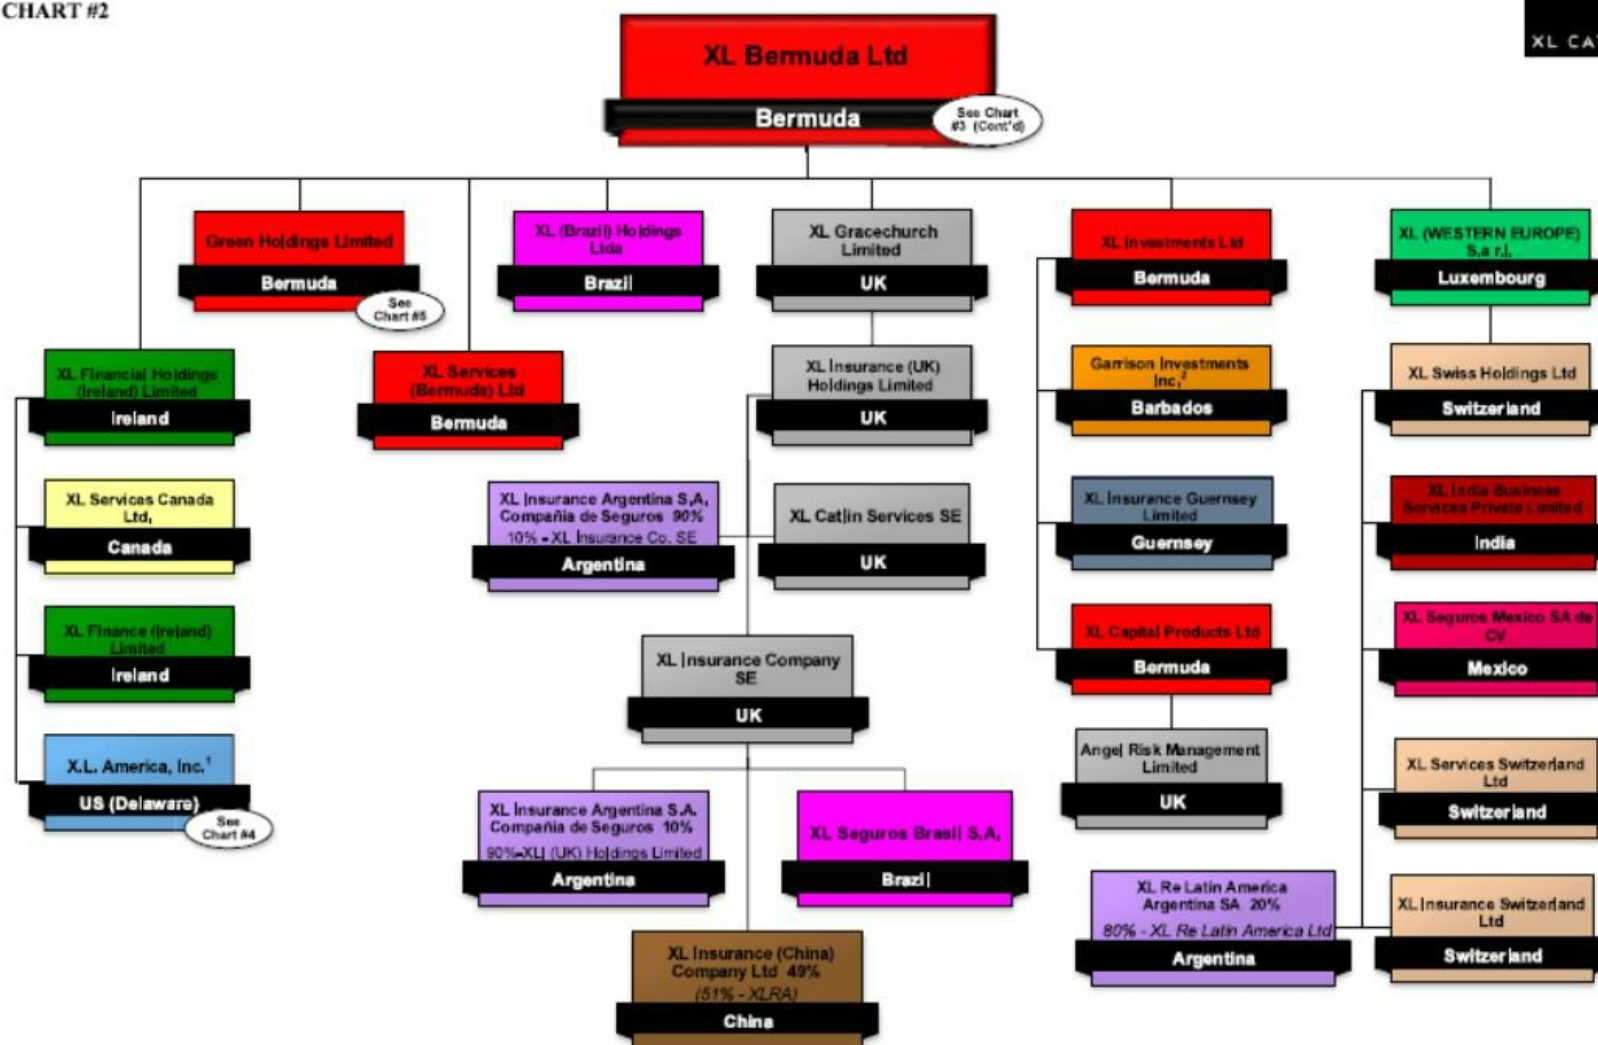 CHART #2
XL CA
XL Bermuda Ltd
Bermuda
See Chart
#3 (Cont'd)
Green Holdings Limited
Bermuda
See
Chart #5
XL (Brazil) Holdings
Ltda
Brazil
XL Gracechurch
Limited
UK
XL Investments Ltd
Bermuda
XL (WESTERN EUROPE)
S.a r.l.
Luxembourg
XL Financial Holdings
(Ireland) Limited
Ireland
XL Services
(Bermuda) Ltd
Bermuda
XL Insurance (UK)
Holdings Limited
UK
Garrison Investments
Inc.²
Barbados
XL Swiss Holdings Ltd
Switzerland
XL Services Canada
Ltd.
Canada
XL Insurance Argentina S.A.
Compañia de Seguros 90%
10% - XL Insurance Co. SE
Argentina
XL Catlin Services SE
UK
XL Insurance Guernsey
Limited
Guernsey
XL India Business
Services Private Limited
India
XL Finance (Ireland)
Limited
Ireland
XL Insurance Company
SE
UK
XL Capital Products Ltd
Bermuda
XL Seguros Mexico SA de
CV
Mexico
X.L. America, Inc.¹
US (Delaware)
See
Chart #4
Angel Risk Management
Limited
UK
XL Services Switzerland
Ltd
Switzerland
XL Insurance Argentina S.A.
Compañia de Seguros 10%
90%-XLI (UK) Holdings Limited
Argentina
XL Seguros Brasil S.A.
Brazil
XL Re Latin America
Argentina SA 20%
80% - XL Re Latin America Ltd
Argentina
XL Insurance Switzerland
Ltd
Switzerland
XL Insurance (China)
Company Ltd 49%
(51% - XLRA)
China